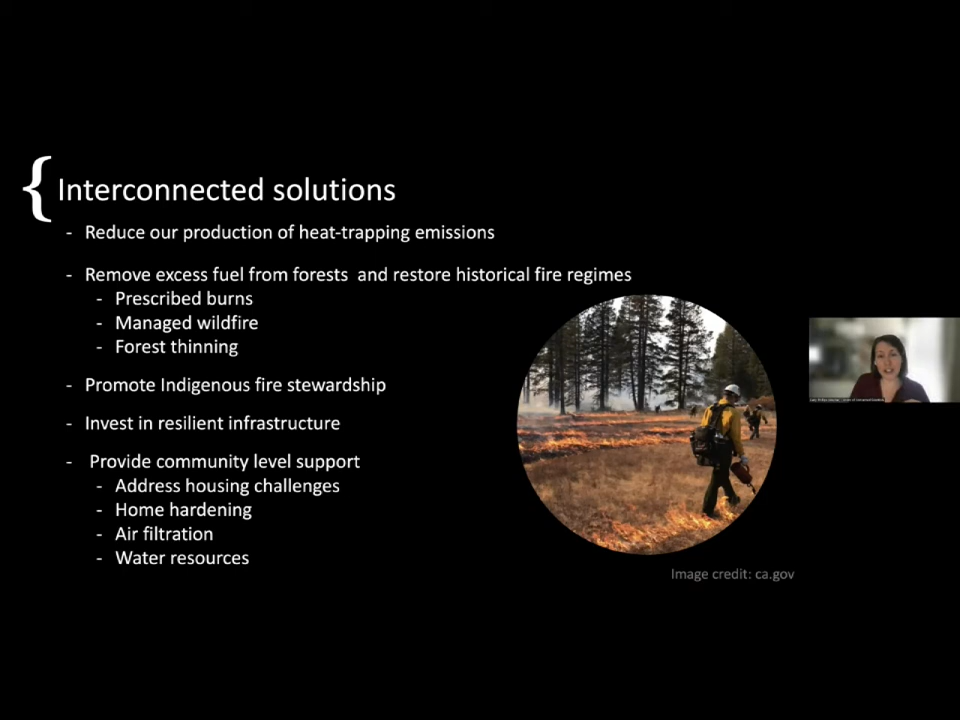 { Interconnected solutions
- Reduce our production of heat-trapping emissions
- Remove excess fuel from forests and restore historical fire regimes
- Prescribed burns
- Managed wildfire
- Forest thinning
- Promote Indigenous fire stewardship
- Invest in resilient infrastructure
- Provide community level support
- Address housing challenges
- Home hardening
- Air filtration
- Water resources
Image credit: ca.gov